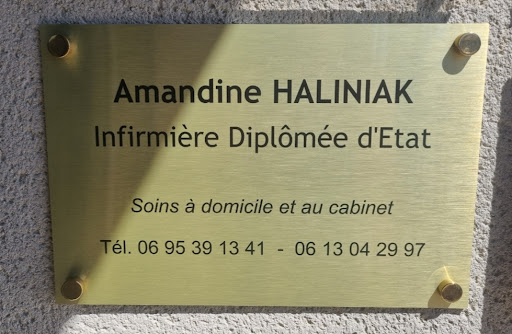 Amandine HALINIAK
Infirmière Diplômée d'Etat
Soins à domicile et au cabinet
Tél. 06 95 39 13 41 - 06 13 04 29 97